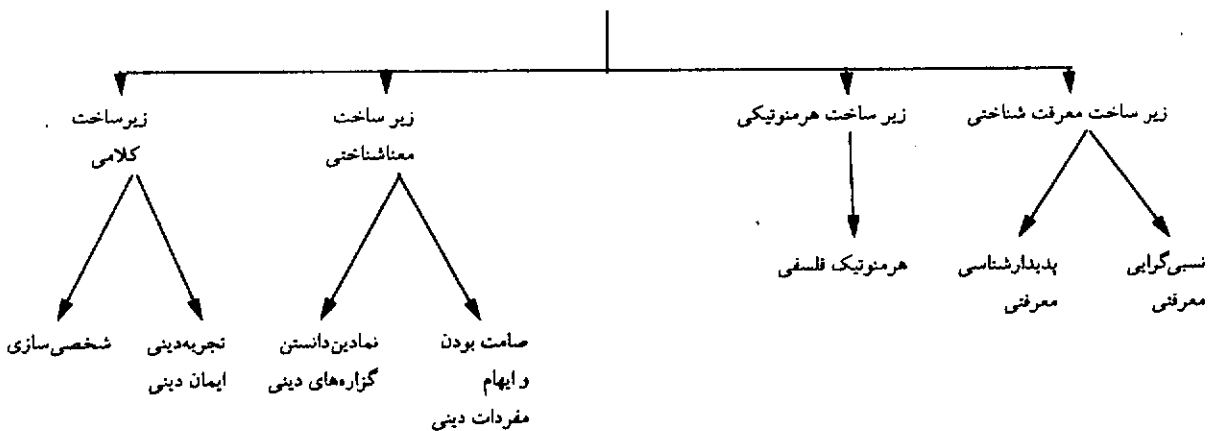 زیر ساخت معرفت شناختی
زیر ساخت هرمنوتیکی
زیر ساخت
معناشناختی
زیرساخت
کلامی
نسبی‌گرایی
معرفتی
پدیدارشناسی
معرفتی
هرمنوتیک فلسفی
صامت بودن
و ابهام
مفردات دینی
نمادین‌دانستن
گزاره‌های دینی
تجربه‌دینی
ایمان دینی
شخصی‌سازی